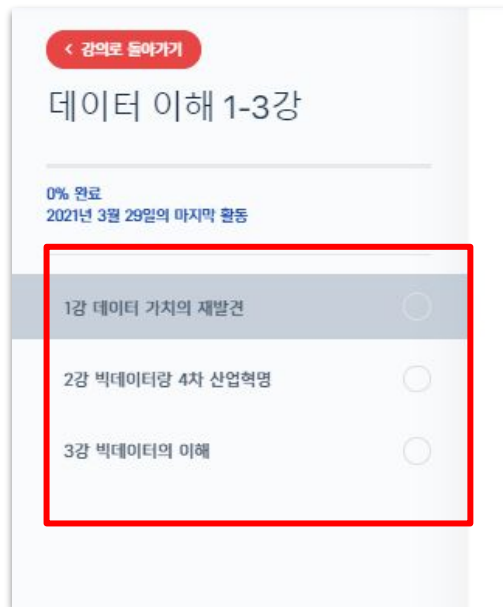 < 강의로 돌아가기
데이터 이해 1-3강
0% 완료
2021년 3월 29일의 마지막 활동
1강 데이터 가치의 재발견
2강 빅데이터랑 4차 산업혁명
3강 빅데이터의 이해